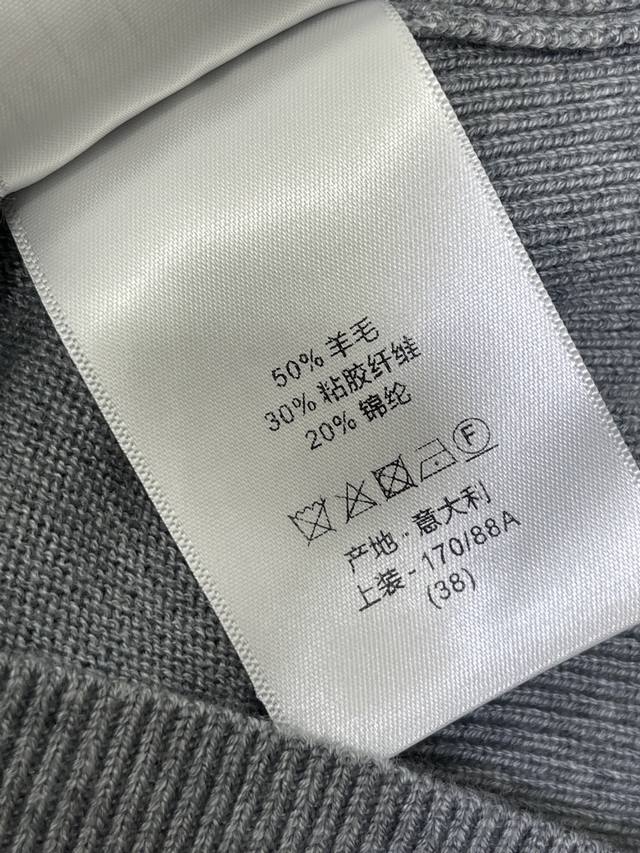 50% 羊毛
30% 粘胶纤维
20% 锦纶
F
产地 - 意大利
上装 - 170/88A
(38)